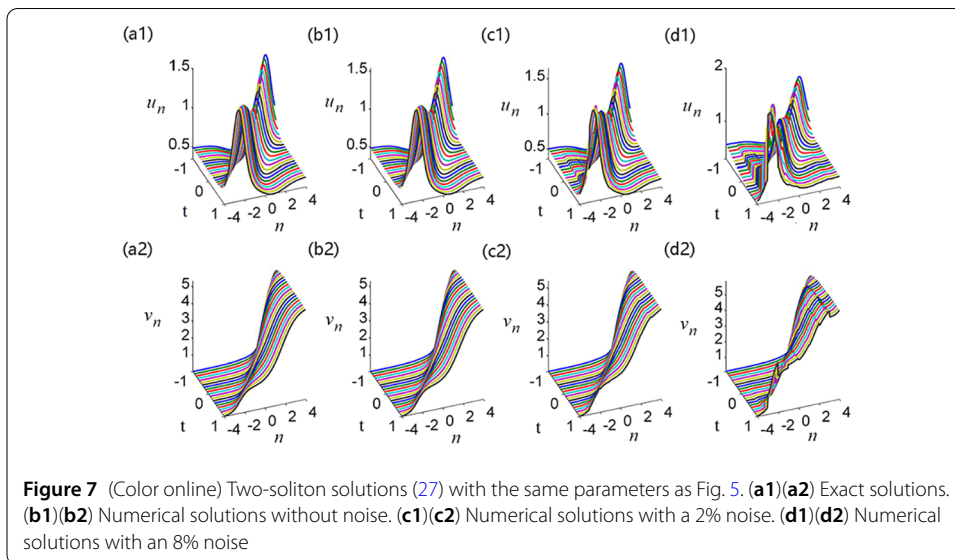 (a1) (b1) (c1) (d1)
1.5 1.5 1.5 2
u_n u_n u_n u_n
1 1 1 1
0.5 0.5 0.5 0
-1 -1 -1 -1
0 0 0 0
t 1 -4 -2 0 2 4 t 1 -4 -2 0 2 4 t 1 -4 -2 0 2 4 t 1 -4 -2 0 2 4
n n n n
(a2) (b2) (c2) (d2)
5 5 5 5
4 4 4 4
v_n 3 v_n 3 v_n 3 v_n 3
2 2 2 2
1 1 1 1
-1 -1 -1 -1
0 0 0 0
t 1 -4 -2 0 2 4 t 1 -4 -2 0 2 4 t 1 -4 -2 0 2 4 t 1 -4 -2 0 2 4
n n n n
Figure 7 (Color online) Two-soliton solutions (27) with the same parameters as Fig. 5. (a1)(a2) Exact solutions.
(b1)(b2) Numerical solutions without noise. (c1)(c2) Numerical solutions with a 2% noise. (d1)(d2) Numerical
solutions with an 8% noise